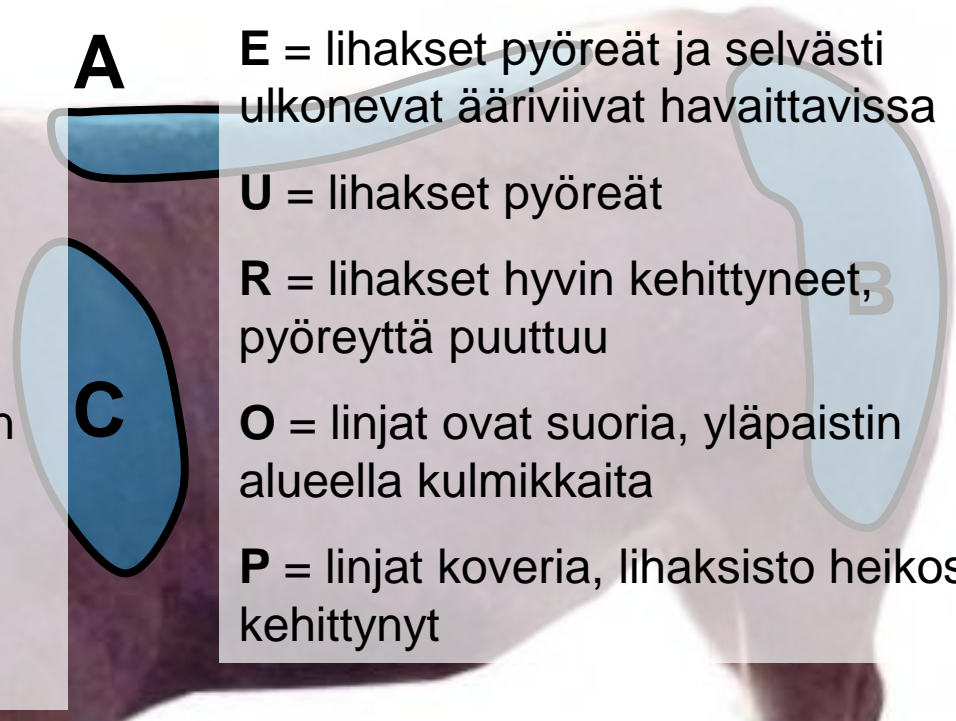 A
E = lihakset pyöreät ja selvästi
ulkonevat ääriviivat havaittavissa
U = lihakset pyöreät
R = lihakset hyvin kehittyneet,
pyöreyttä puuttuu
B
n
C
O = linjat ovat suoria, yläpaistin
alueella kulmikkaita
P = linjat koveria, lihaksisto heikos
kehittynyt